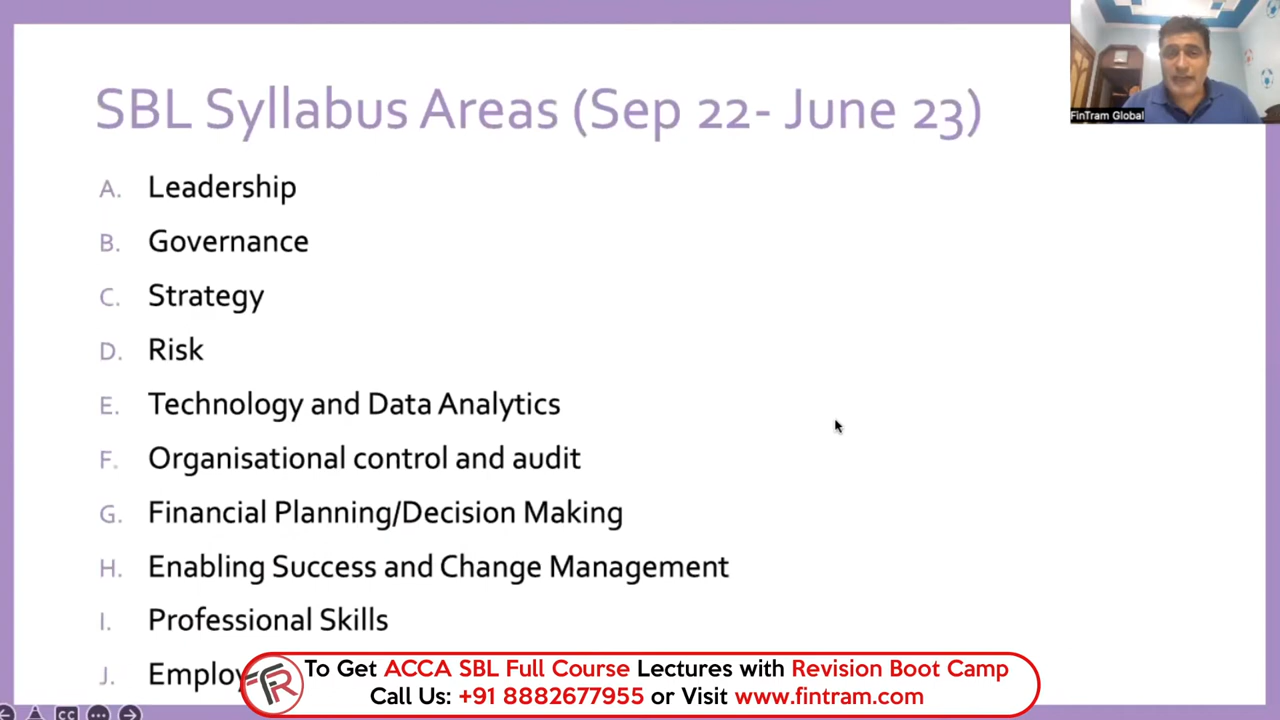 SBL Syllabus Areas (Sep 22- June 23)
FinTram Global
A. Leadership
B. Governance
C. Strategy
D. Risk
E. Technology and Data Analytics
F. Organisational control and audit
G. Financial Planning/Decision Making
H. Enabling Success and Change Management
I. Professional Skills
J.
To Get ACCA SBL Full Course Lectures with Revision Boot Camp
Call Us: +91 8882677955 or Visit www.fintram.com
CC